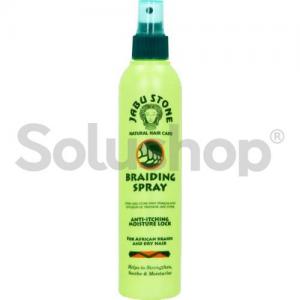 JABU STONE
NATURAL HAIR CARE
BRAIDING
SPRAY
ANTI-ITCHING
MOISTURE LOCK
FOR AFRICAN BRAIDS
AND DRY HAIR
Helps to Strengthen,
Soothe & Moisturise
Solushop®